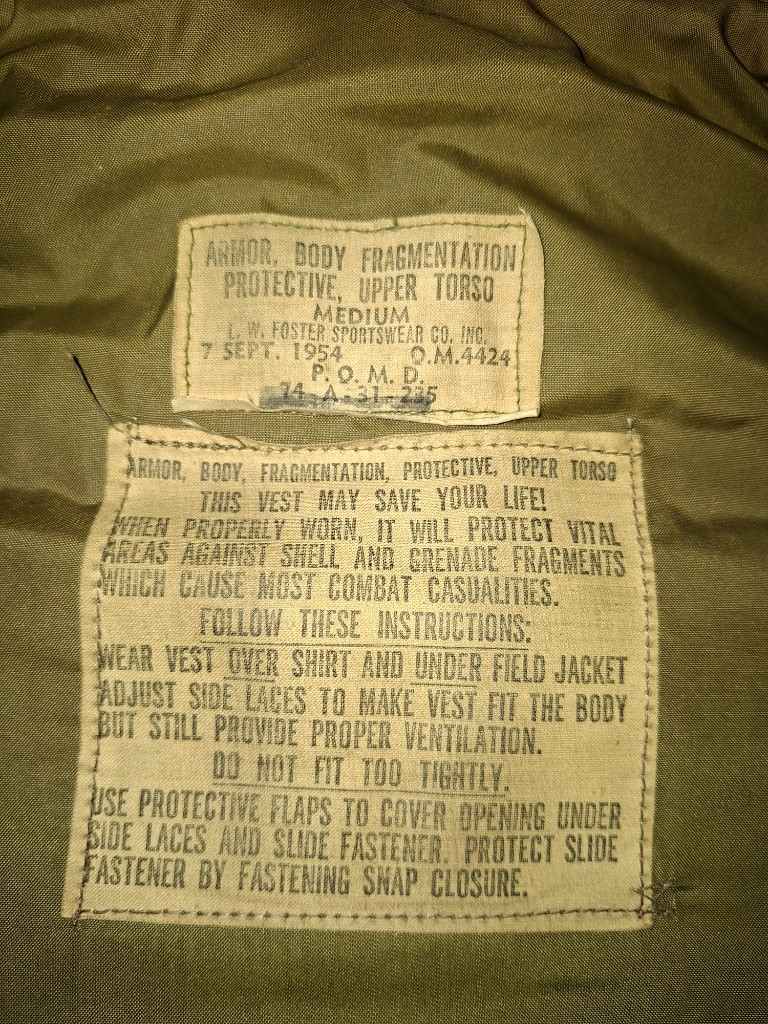 ARMOR, BODY FRAGMENTATION
PROTECTIVE, UPPER TORSO
MEDIUM
L. W. FOSTER SPORTSWEAR CO. INC.
7 SEPT. 1954 O.M.4424
P. O. M. D.
74-A-31-235
ARMOR, BODY, FRAGMENTATION, PROTECTIVE, UPPER TORSO
THIS VEST MAY SAVE YOUR LIFE!
WHEN PROPERLY WORN, IT WILL PROTECT VITAL
AREAS AGAINST SHELL AND GRENADE FRAGMENTS
WHICH CAUSE MOST COMBAT CASUALITIES.
FOLLOW THESE INSTRUCTIONS:
WEAR VEST OVER SHIRT AND UNDER FIELD JACKET
ADJUST SIDE LACES TO MAKE VEST FIT THE BODY
BUT STILL PROVIDE PROPER VENTILATION.
DO NOT FIT TOO TIGHTLY.
USE PROTECTIVE FLAPS TO COVER OPENING UNDER
SIDE LACES AND SLIDE FASTENER. PROTECT SLIDE
FASTENER BY FASTENING SNAP CLOSURE.